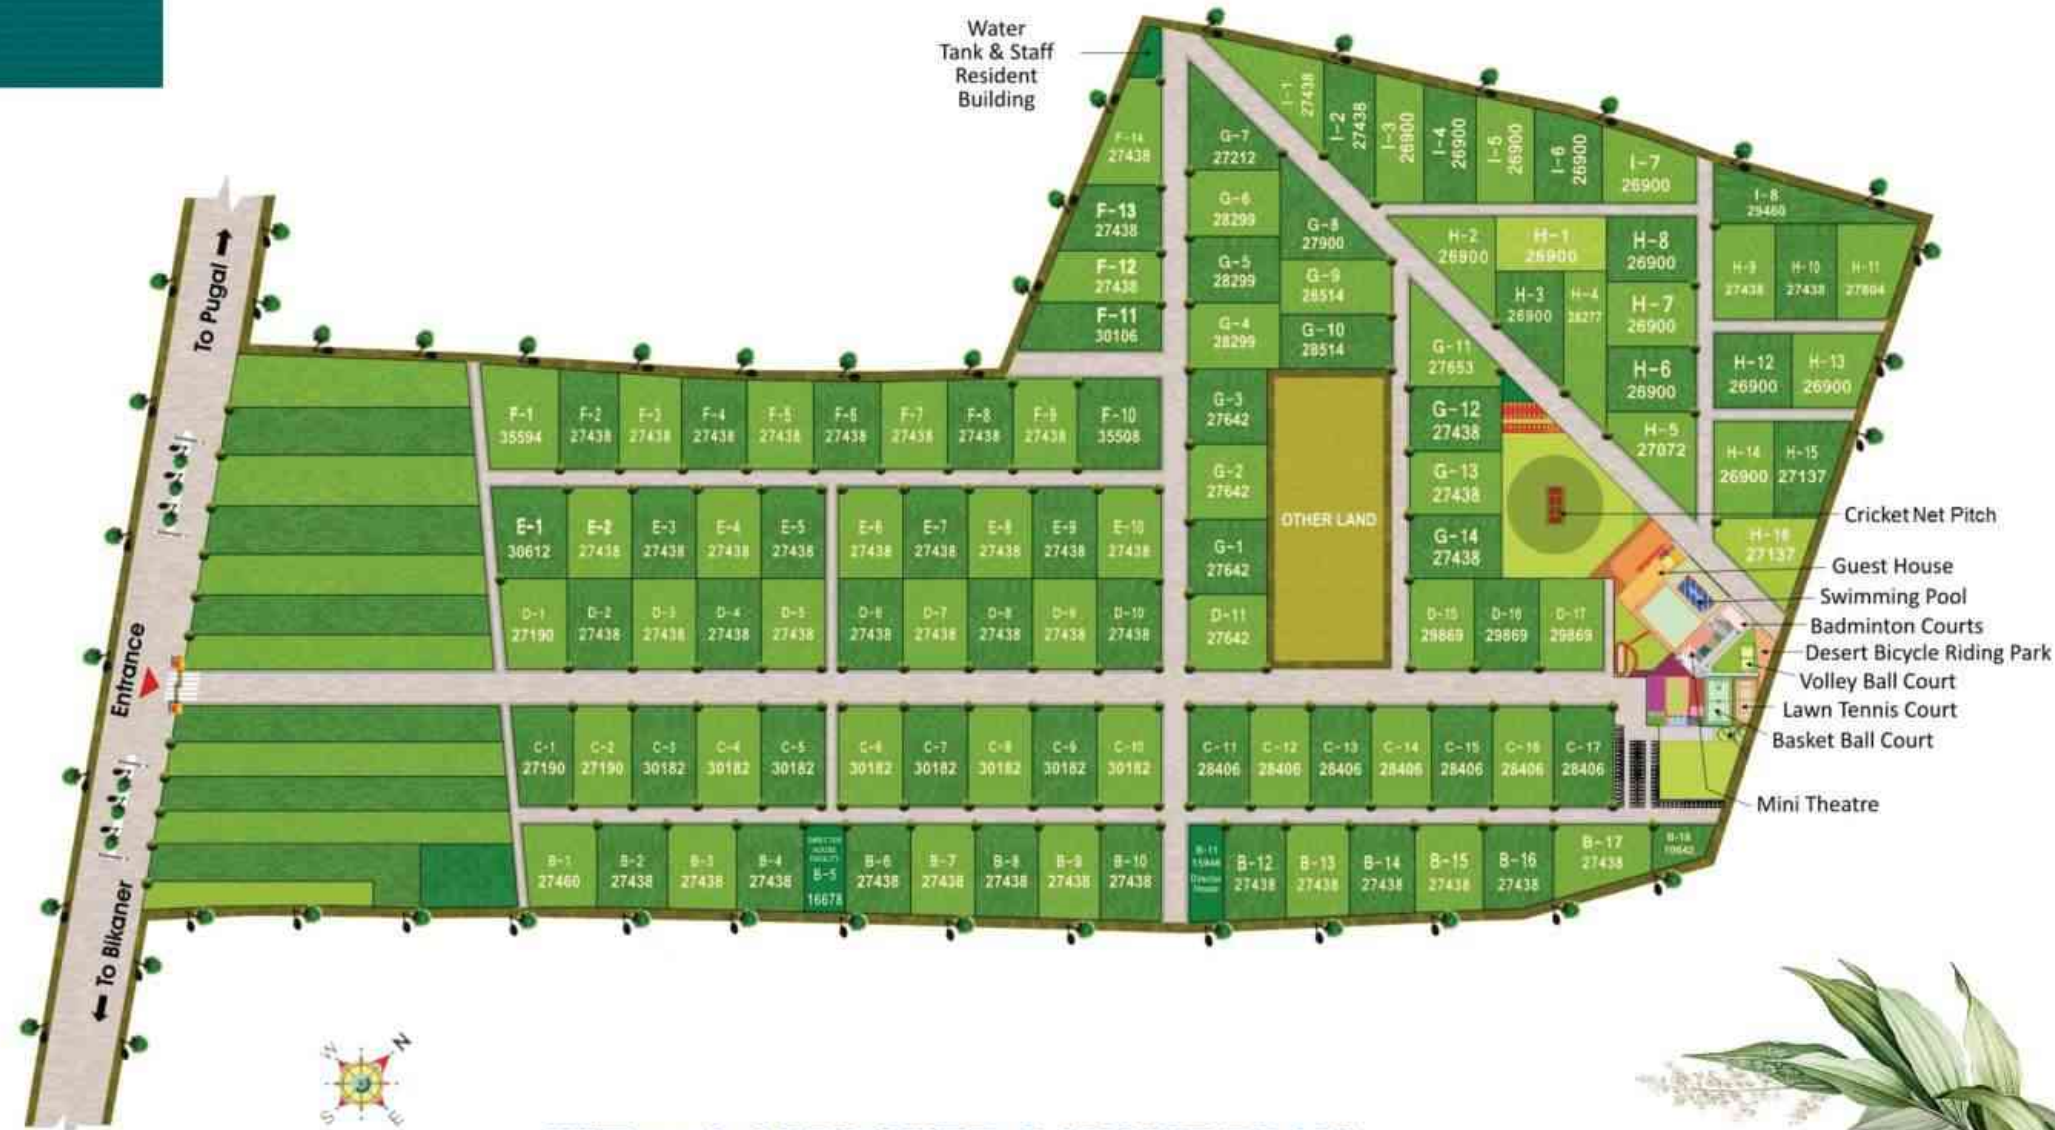 Water
Tank & Staff
Resident
Building
To Pugal
Entrance
To Bikaner
F-14
27438
F-13
27438
F-12
27438
F-11
30106
G-7
27212
G-6
28299
G-5
28299
G-4
28299
G-3
27642
G-2
27642
G-1
27642
D-11
27642
G-8
27900
G-9
28514
G-10
28514
OTHER LAND
I-1
27438
I-2
27438
I-3
26900
I-4
26900
I-5
26900
I-6
26900
I-7
26900
I-8
29460
H-2
26900
H-1
26900
H-8
26900
H-3
26900
H-4
H-7
26900
H-6
26900
H-5
27072
H-9
27438
H-10
27438
H-11
27804
H-12
26900
H-13
26900
H-14
26900
H-15
27137
H-16
27137
G-11
27653
G-12
27438
G-13
27438
G-14
27438
D-15
29869
D-16
29869
D-17
29869
F-1
35594
F-2
27438
F-3
27438
F-4
27438
F-5
27438
F-6
27438
F-7
27438
F-8
27438
F-9
27438
F-10
35508
E-1
30612
E-2
27438
E-3
27438
E-4
27438
E-5
27438
E-6
27438
E-7
27438
E-8
27438
E-9
27438
E-10
27438
D-1
27190
D-2
27438
D-3
27438
D-4
27438
D-5
27438
D-6
27438
D-7
27438
D-8
27438
D-9
27438
D-10
27438
C-1
27190
C-2
27190
C-3
30182
C-4
30182
C-5
30182
C-6
30182
C-7
30182
C-8
30182
C-9
30182
C-10
30182
C-11
28406
C-12
28406
C-13
28406
C-14
28406
C-15
28406
C-16
28406
C-17
28406
B-1
27460
B-2
27438
B-3
27438
B-4
27438
B-5
16678
B-6
27438
B-7
27438
B-8
27438
B-9
27438
B-10
27438
B-11
B-12
27438
B-13
27438
B-14
27438
B-15
27438
B-16
27438
B-17
27438
B-18
Cricket Net Pitch
Guest House
Swimming Pool
Badminton Courts
Desert Bicycle Riding Park
Volley Ball Court
Lawn Tennis Court
Basket Ball Court
Mini Theatre
W
N
S
E